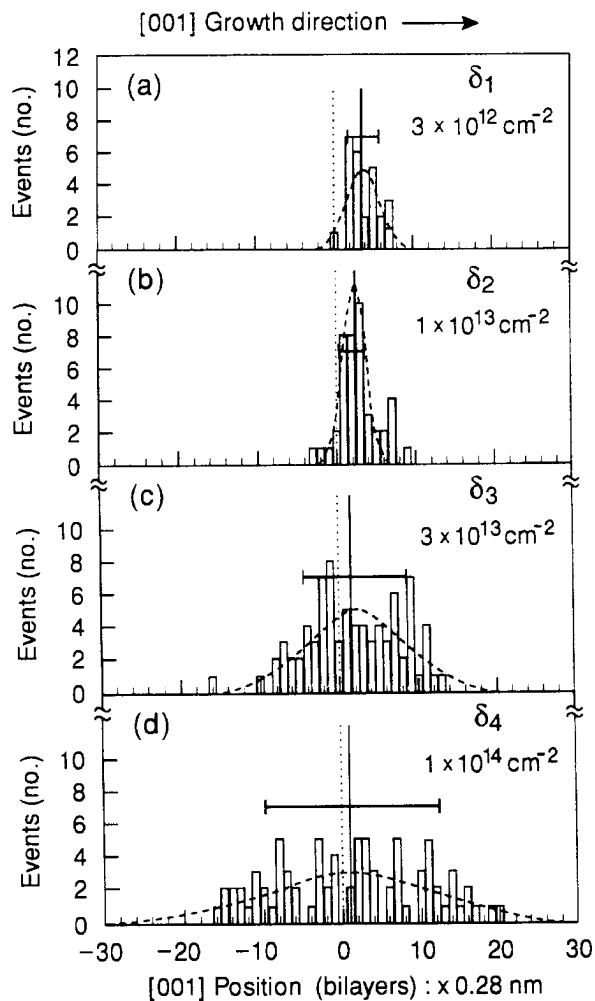 [001] Growth direction
12
10
8
6
4
2
0
Events (no.)
(a)
δ1
3 x 10^12 cm^-2
10
8
6
4
2
0
Events (no.)
(b)
δ2
1 x 10^13 cm^-2
10
8
6
4
2
0
Events (no.)
(c)
δ3
3 x 10^13 cm^-2
10
8
6
4
2
0
Events (no.)
(d)
δ4
1 x 10^14 cm^-2
−30 −20 −10 0 10 20 30
[001] Position (bilayers) : x 0.28 nm